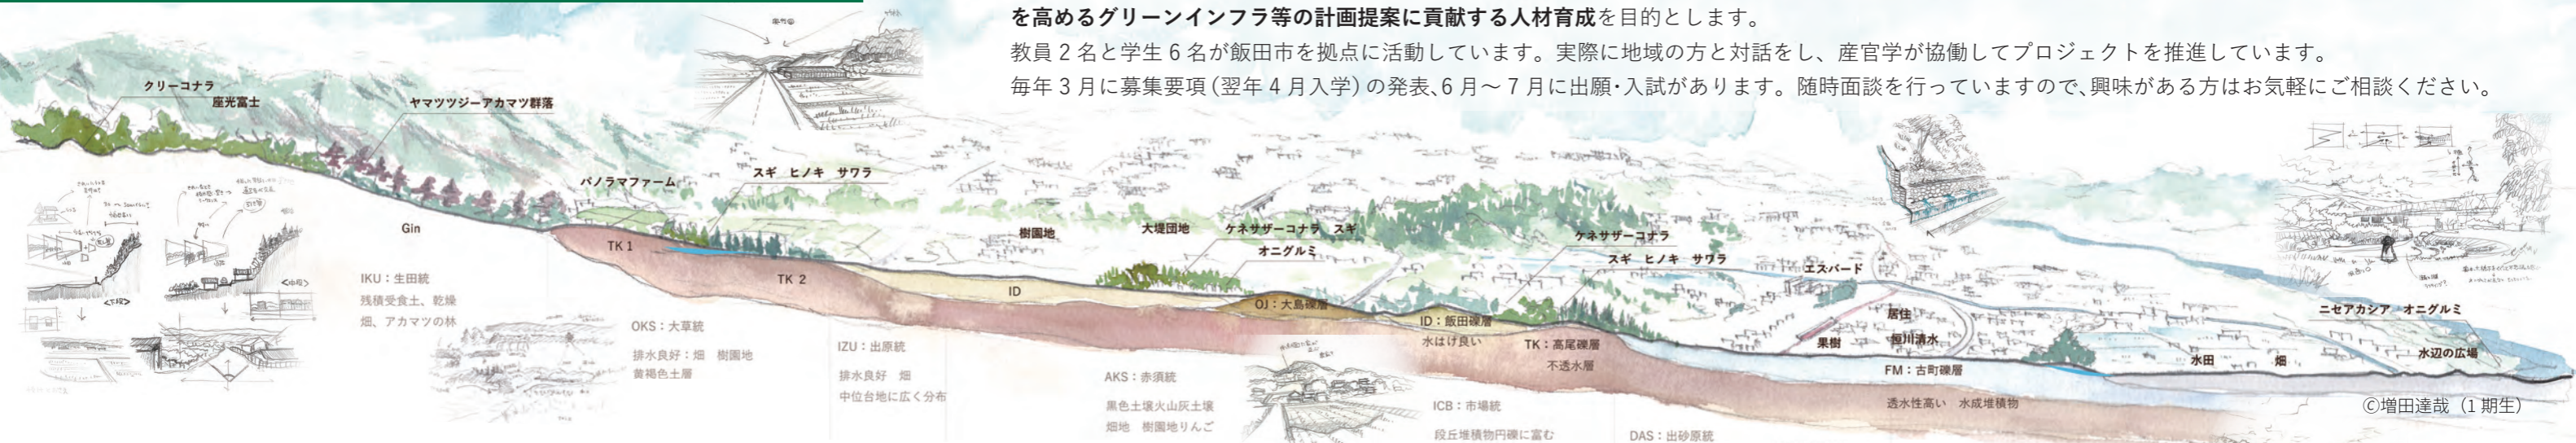 を高めるグリーンインフラ等の計画提案に貢献する人材育成を目的とします。
教員 2 名と学生 6 名が飯田市を拠点に活動しています。実際に地域の方と対話をし、産官学が協働してプロジェクトを推進しています。
毎年 3 月に募集要項（翌年 4 月入学）の発表、6 月～ 7 月に出願・入試があります。随時面談を行っていますので、興味がある方はお気軽にご相談ください。
クリーコナラ
座光富士
ヤマツツジーアカマツ群落
パノラマファーム
スギ ヒノキ サワラ
樹園地
大堤団地
ケネザサーコナラ スギ
オニグルミ
ケネザサーコナラ
スギ ヒノキ サワラ
エスバード
居住
恒川清水
果樹
ニセアカシア オニグルミ
水田
畑
水辺の広場
Gin
TK 1
TK 2
ID
OJ：大島礫層
ID：飯田礫層
水はけ良い
TK：高尾礫層
不透水層
FM：古町礫層
透水性高い 水成堆積物
IKU：生田統
残積受食土、乾燥
畑、アカマツの林
OKS：大草統
排水良好：畑 樹園地
黄褐色土層
IZU：出原統
排水良好 畑
中位台地に広く分布
AKS：赤須統
黒色土壌火山灰土壌
畑地 樹園地りんご
ICB：市場統
段丘堆積物円礫に富む
DAS：出砂原統
<下段>
<中段>
©増田達哉（1 期生）